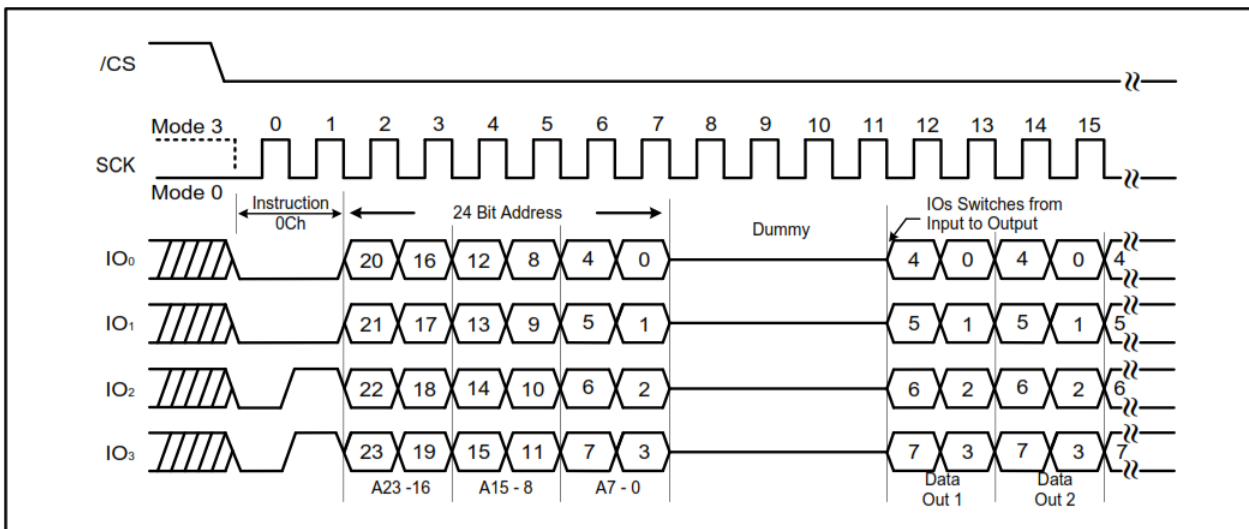 /CS
Mode 3 0 1 2 3 4 5 6 7 8 9 10 11 12 13 14 15
SCK
Mode 0
Instruction
0Ch
24 Bit Address
Dummy
IOs Switches from
Input to Output
IO0 20 16 12 8 4 0 4 0 4 0 4
IO1 21 17 13 9 5 1 5 1 5 1 5
IO2 22 18 14 10 6 2 6 2 6 2 6
IO3 23 19 15 11 7 3 7 3 7 3 7
A23 -16 A15 - 8 A7 - 0
Data
Out 1
Data
Out 2